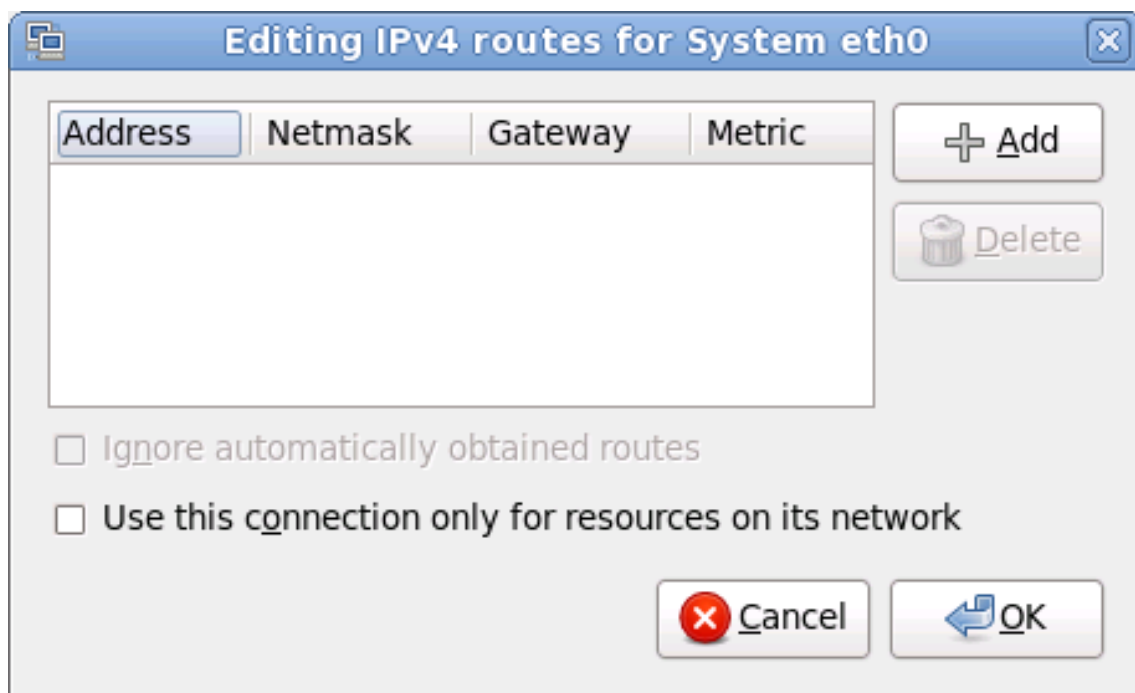 Editing IPv4 routes for System eth0
Address Netmask Gateway Metric
Add
Delete
Ignore automatically obtained routes
Use this connection only for resources on its network
Cancel OK